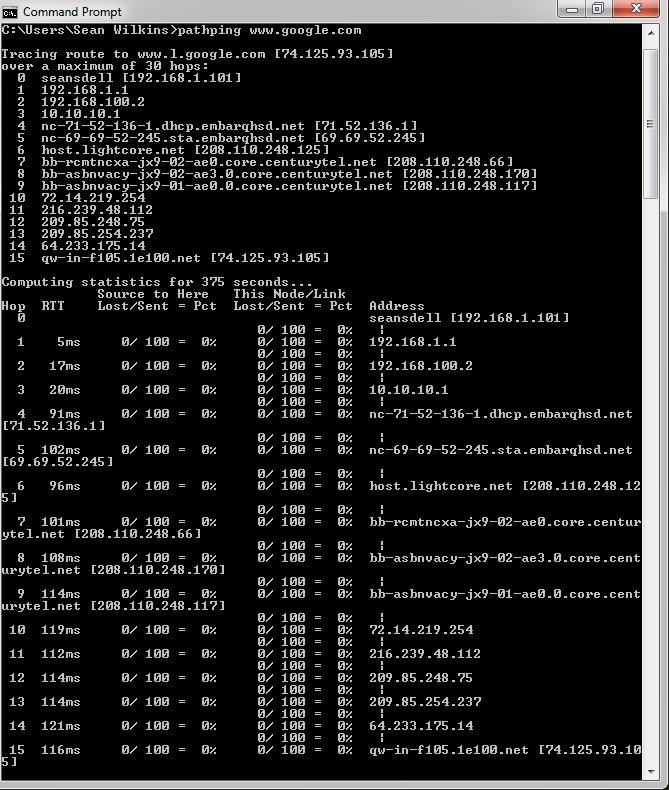 Command Prompt
C:\Users\Sean Wilkins>pathping www.google.com
Tracing route to www.l.google.com [74.125.93.105]
over a maximum of 30 hops:
  0  seansdell [192.168.1.101]
  1  192.168.1.1
  2  192.168.100.2
  3  10.10.10.1
  4  nc-71-52-136-1.dhcp.embarqhsd.net [71.52.136.1]
  5  nc-69-69-52-245.sta.embarqhsd.net [69.69.52.245]
  6  host.lightcore.net [208.110.248.125]
  7  bb-rcmtncxa-jx9-02-ae0.core.centurytel.net [208.110.248.66]
  8  bb-asbnvacy-jx9-02-ae3.0.core.centurytel.net [208.110.248.170]
  9  bb-asbnvacy-jx9-01-ae0.0.core.centurytel.net [208.110.248.117]
 10  72.14.219.254
 11  216.239.48.112
 12  209.85.248.75
 13  209.85.254.237
 14  64.233.175.14
 15  qw-in-f105.1e100.net [74.125.93.105]
Computing statistics for 375 seconds...
            Source to Here   This Node/Link
Hop  RTT    Lost/Sent = Pct  Lost/Sent = Pct  Address
  0                                           seansdell [192.168.1.101]
                                0/ 100 =  0%   |
  1    5ms     0/ 100 =  0%     0/ 100 =  0%  192.168.1.1
                                0/ 100 =  0%   |
  2   17ms     0/ 100 =  0%     0/ 100 =  0%  192.168.100.2
                                0/ 100 =  0%   |
  3   20ms     0/ 100 =  0%     0/ 100 =  0%  10.10.10.1
                                0/ 100 =  0%   |
  4   91ms     0/ 100 =  0%     0/ 100 =  0%  nc-71-52-136-1.dhcp.embarqhsd.net
[71.52.136.1]
                                0/ 100 =  0%   |
  5  102ms     0/ 100 =  0%     0/ 100 =  0%  nc-69-69-52-245.sta.embarqhsd.net
[69.69.52.245]
                                0/ 100 =  0%   |
  6   96ms     0/ 100 =  0%     0/ 100 =  0%  host.lightcore.net [208.110.248.12
5]
                                0/ 100 =  0%   |
  7  101ms     0/ 100 =  0%     0/ 100 =  0%  bb-rcmtncxa-jx9-02-ae0.core.centur
ytel.net [208.110.248.66]
                                0/ 100 =  0%   |
  8  108ms     0/ 100 =  0%     0/ 100 =  0%  bb-asbnvacy-jx9-02-ae3.0.core.cent
urytel.net [208.110.248.170]
                                0/ 100 =  0%   |
  9  114ms     0/ 100 =  0%     0/ 100 =  0%  bb-asbnvacy-jx9-01-ae0.0.core.cent
urytel.net [208.110.248.117]
                                0/ 100 =  0%   |
 10  119ms     0/ 100 =  0%     0/ 100 =  0%  72.14.219.254
                                0/ 100 =  0%   |
 11  112ms     0/ 100 =  0%     0/ 100 =  0%  216.239.48.112
                                0/ 100 =  0%   |
 12  114ms     0/ 100 =  0%     0/ 100 =  0%  209.85.248.75
                                0/ 100 =  0%   |
 13  114ms     0/ 100 =  0%     0/ 100 =  0%  209.85.254.237
                                0/ 100 =  0%   |
 14  121ms     0/ 100 =  0%     0/ 100 =  0%  64.233.175.14
                                0/ 100 =  0%   |
 15  116ms     0/ 100 =  0%     0/ 100 =  0%  qw-in-f105.1e100.net [74.125.93.10
5]